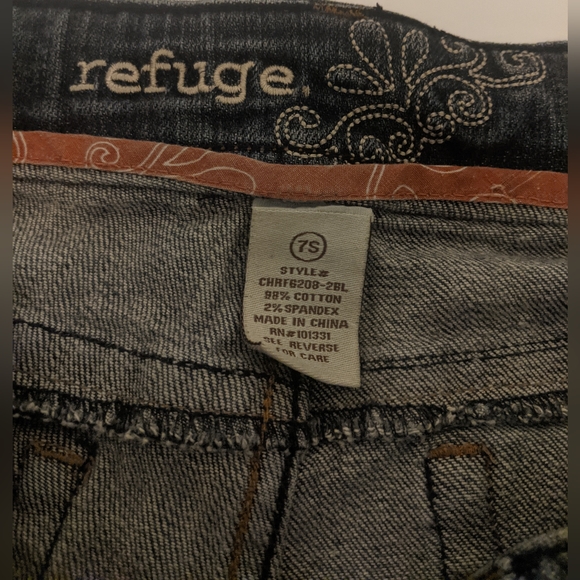 refuge.
7S
STYLE#
CHRF6208-2BL
98% COTTON
2% SPANDEX
MADE IN CHINA
RN#101331
SEE REVERSE
FOR CARE